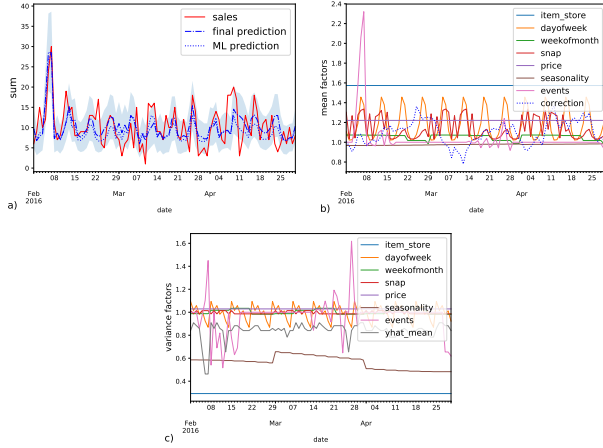 40
35
30
25
20
15
10
5
0
sum
sales
final prediction
ML prediction
Feb
2016
08
15
22
29
Mar
07
14
21
28
Apr
04
11
18
25
date
a)
2.4
2.2
2.0
1.8
1.6
1.4
1.2
1.0
0.8
mean factors
item_store
dayofweek
weekofmonth
snap
price
seasonality
events
correction
Feb
2016
08
15
22
29
Mar
07
14
21
28
Apr
04
11
18
25
date
b)
1.6
1.4
1.2
1.0
0.8
0.6
0.4
variance factors
item_store
dayofweek
weekofmonth
snap
price
seasonality
events
yhat_mean
Feb
2016
08
15
22
29
Mar
07
14
21
28
Apr
04
11
18
25
date
c)